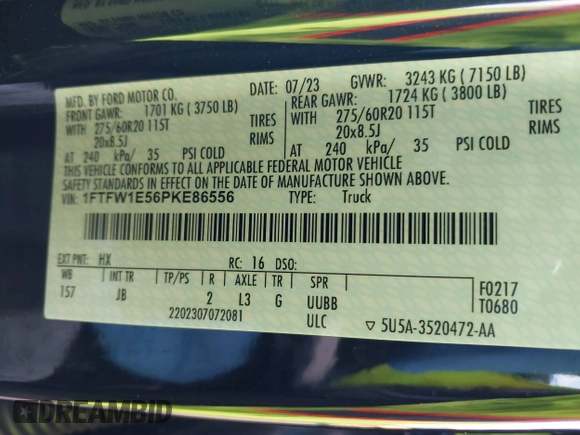 MFD. BY FORD MOTOR CO.
DATE: 07/23 GVWR: 3243 KG (7150 LB)
FRONT GAWR: 1701 KG (3750 LB)
REAR GAWR: 1724 KG (3800 LB)
WITH 275/60R20 115T TIRES
WITH 275/60R20 115T TIRES
20x8.5J RIMS
20x8.5J RIMS
AT 240 kPa/ 35 PSI COLD
AT 240 kPa/ 35 PSI COLD
THIS VEHICLE CONFORMS TO ALL APPLICABLE FEDERAL MOTOR VEHICLE
SAFETY STANDARDS IN EFFECT ON THE DATE OF MANUFACTURE SHOWN ABOVE.
VIN: 1FTFW1E56PKE86556 TYPE: Truck
EXT PNT: HX RC: 16 DSO:
WB INT TR TP/PS R AXLE TR SPR F0217
157 JB 2 L3 G UUBB T0680
2202307072081 ULC ▽ 5U5A-3520472-AA
DREAMBID